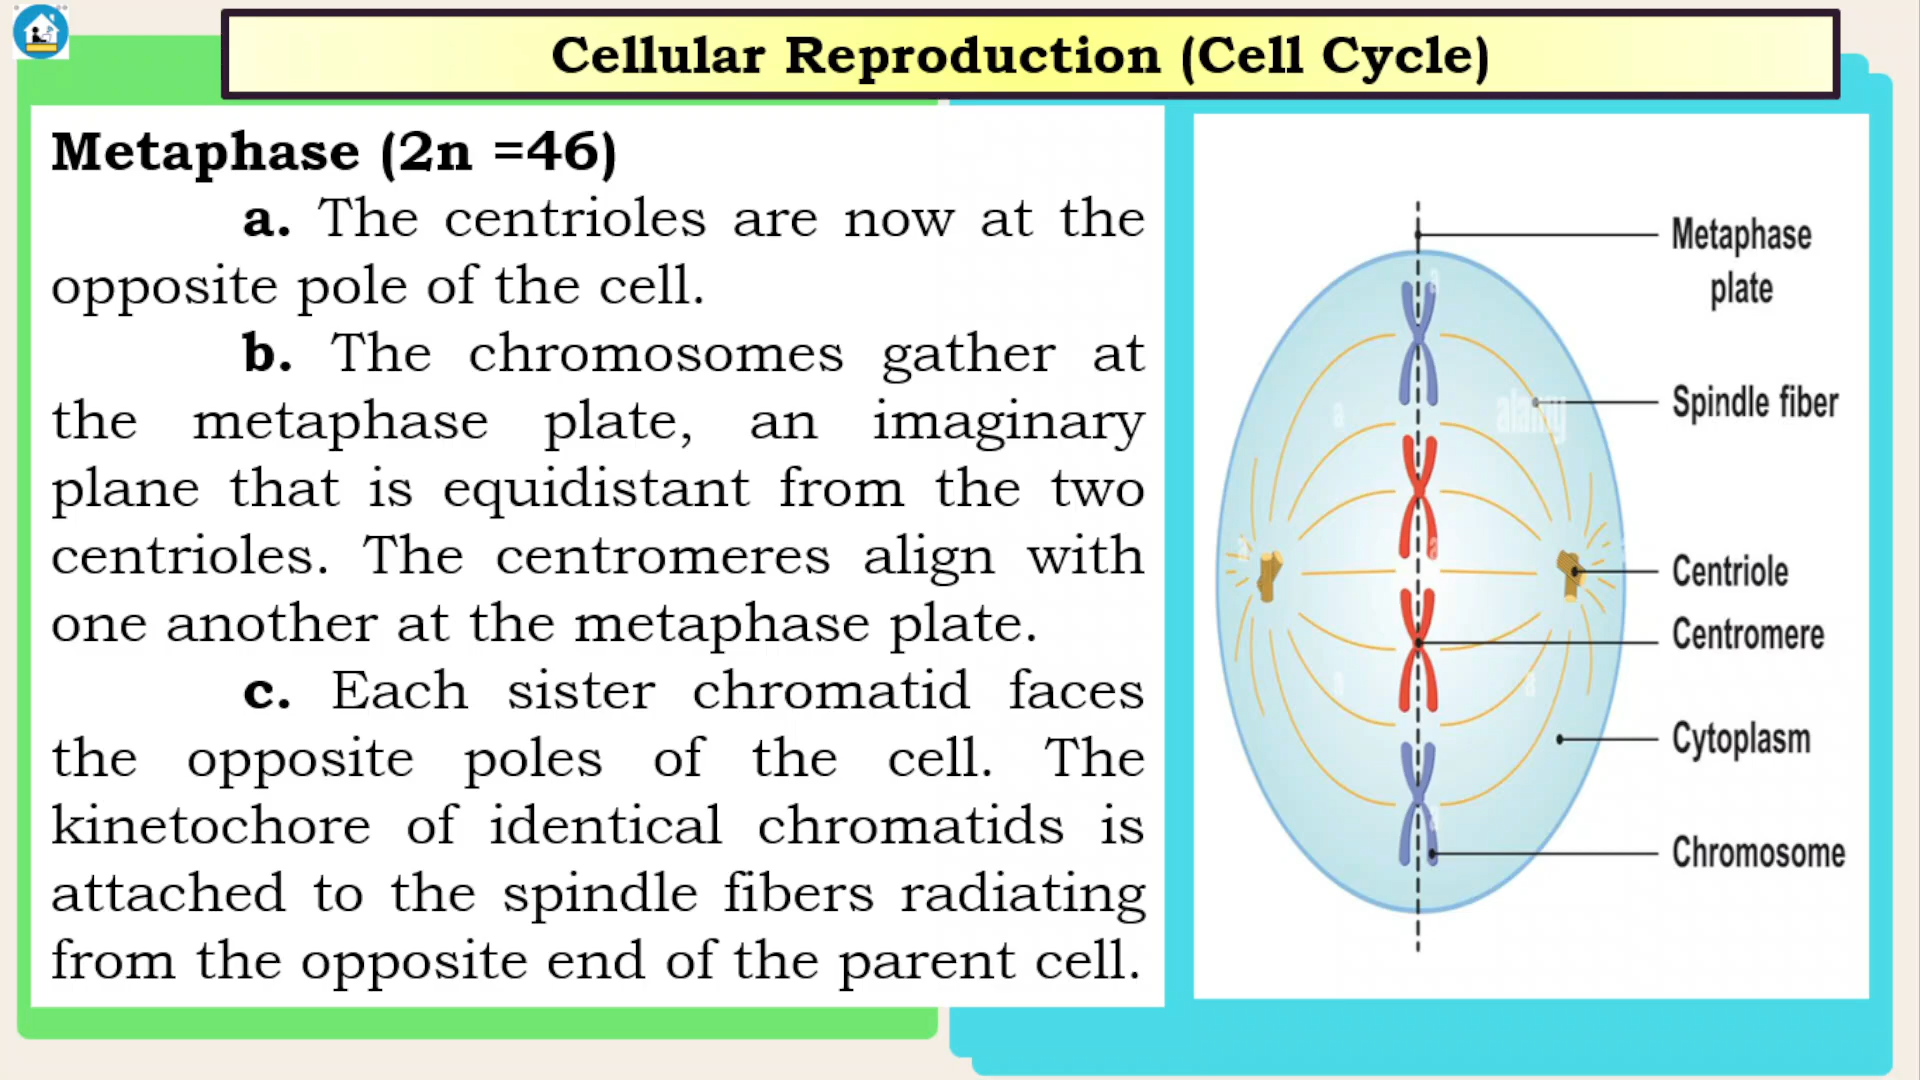 Cellular Reproduction (Cell Cycle)
Metaphase (2n =46)
a. The centrioles are now at the
opposite pole of the cell.
b. The chromosomes gather at
the metaphase plate, an imaginary
plane that is equidistant from the two
centrioles. The centromeres align with
one another at the metaphase plate.
c. Each sister chromatid faces
the opposite poles of the cell. The
kinetochore of identical chromatids is
attached to the spindle fibers radiating
from the opposite end of the parent cell.
Metaphase
plate
Spindle fiber
Centriole
Centromere
Cytoplasm
Chromosome
alamy
a
a
a
a
a
a
a